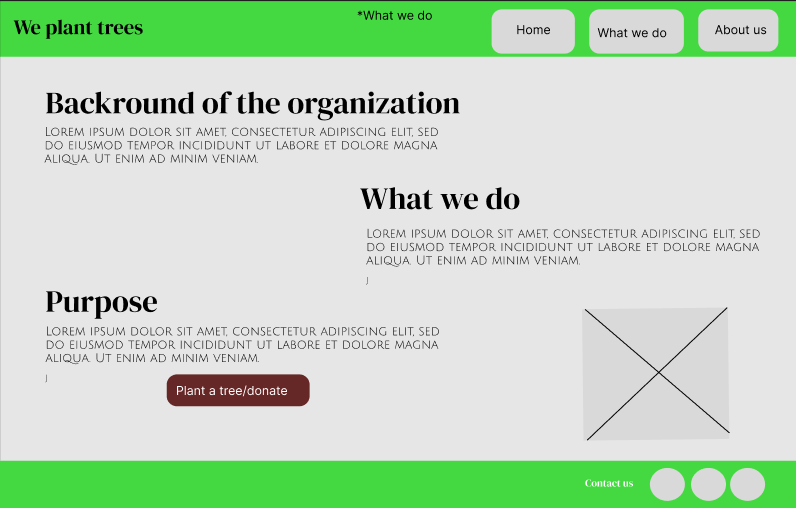 We plant trees
*What we do
Home
What we do
About us
Backround of the organization
Lorem ipsum dolor sit amet, consectetur adipiscing elit, sed
do eiusmod tempor incididunt ut labore et dolore magna
aliqua. Ut enim ad minim veniam.
What we do
Lorem ipsum dolor sit amet, consectetur adipiscing elit, sed
do eiusmod tempor incididunt ut labore et dolore magna
aliqua. Ut enim ad minim veniam.
j
Purpose
Lorem ipsum dolor sit amet, consectetur adipiscing elit, sed
do eiusmod tempor incididunt ut labore et dolore magna
aliqua. Ut enim ad minim veniam.
j
Plant a tree/donate
Contact us